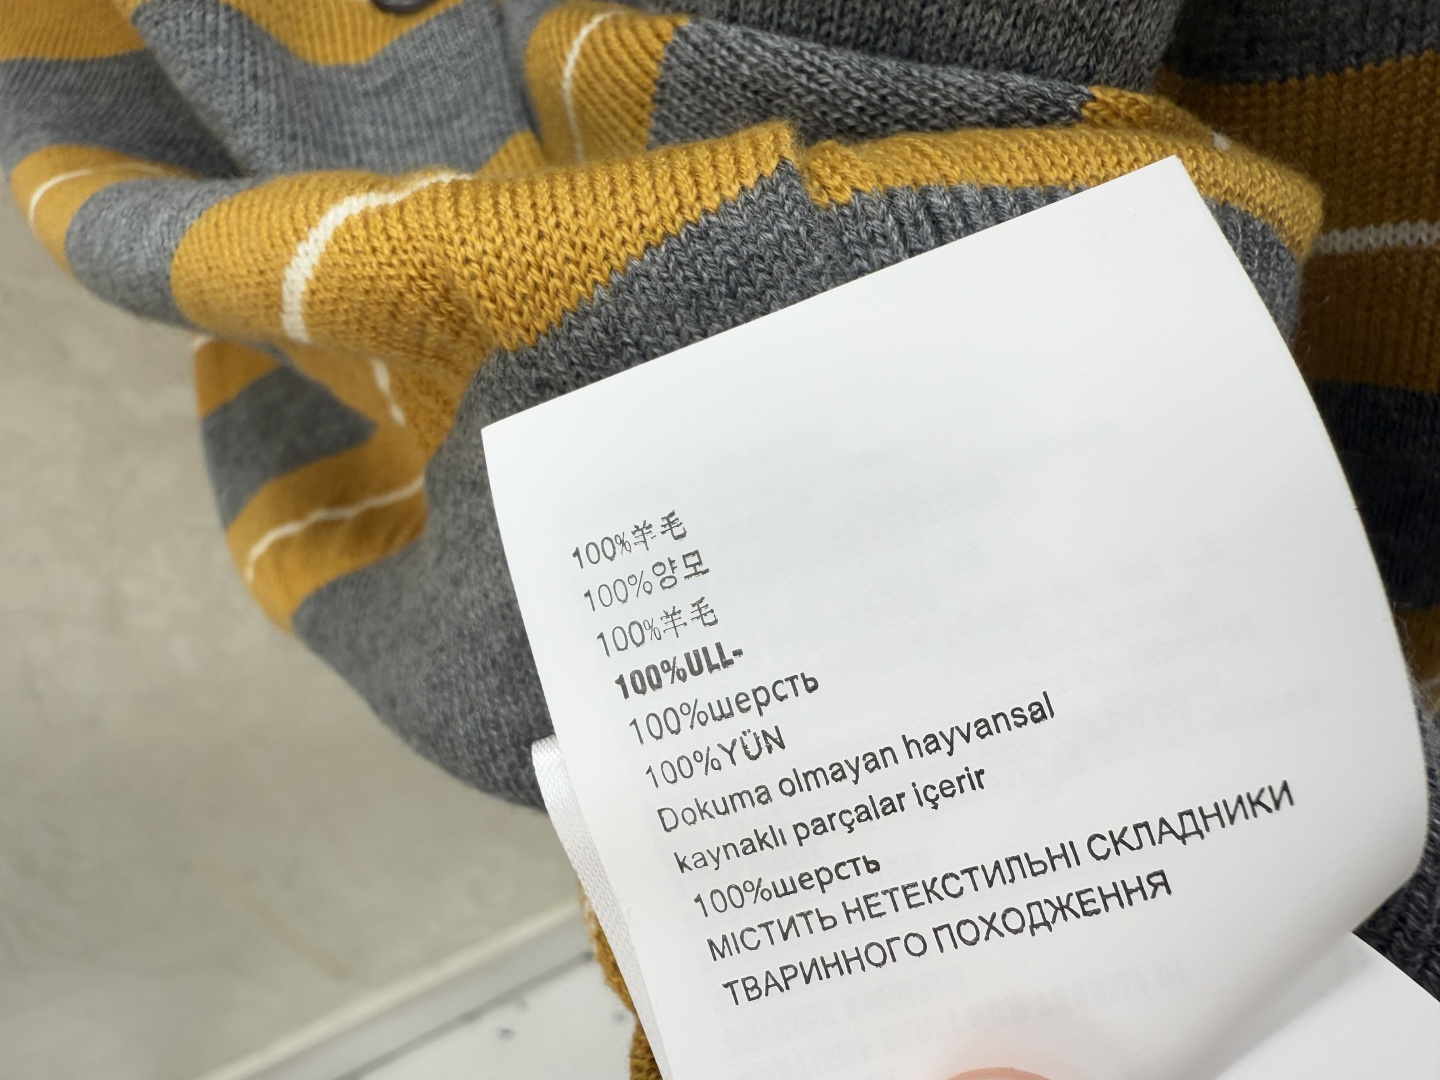 100%羊毛
100%양모
100%羊毛
100%ULL-
100%шерсть
100%YÜN
Dokuma olmayan hayvansal
kaynaklı parçalar içerir
100%шерсть
МІСТИТЬ НЕТЕКСТИЛЬНІ СКЛАДНИКИ
ТВАРИННОГО ПОХОДЖЕННЯ